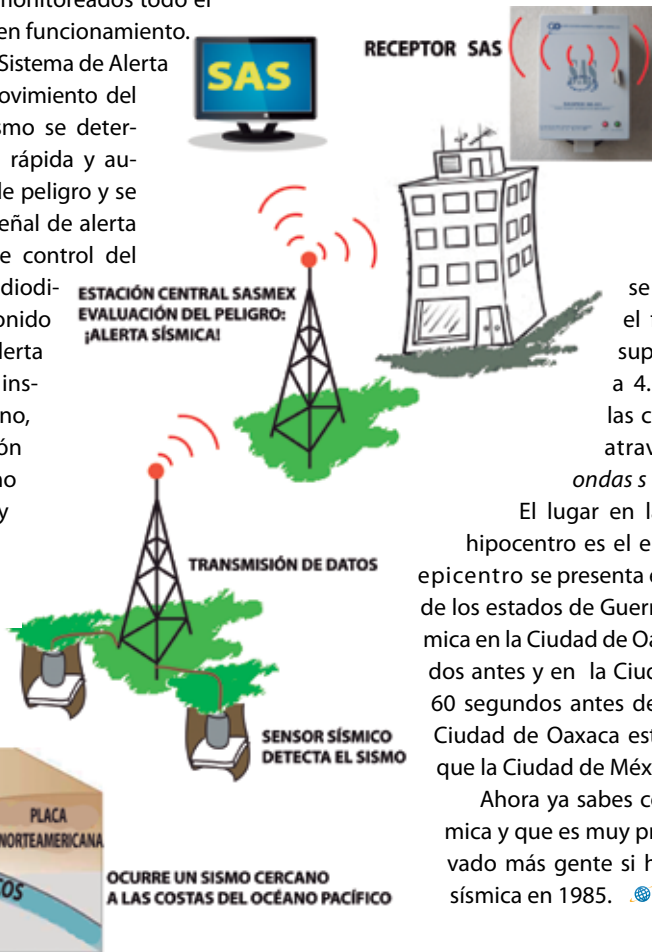 monitoreados todo el
en funcionamiento.
Sistema de Alerta
ovimiento del
smo se deter-
rápida y au-
de peligro y se
eñal de alerta
e control del
diodi-
onido
lerta
ins-
no,
ón
no
y
SAS
RECEPTOR SAS
SAS
ESTACIÓN CENTRAL SASMEX
EVALUACIÓN DEL PELIGRO:
¡ALERTA SÍSMICA!
TRANSMISIÓN DE DATOS
SENSOR SÍSMICO
DETECTA EL SISMO
PLACA
NORTEAMERICANA
COS
OCURRE UN SISMO CERCANO
A LAS COSTAS DEL OCÉANO PACÍFICO
se
el f
sup
a 4.
las c
atrav
ondas s
El lugar en l
hipocentro es el e
epicentro se presenta
de los estados de Guerr
mica en la Ciudad de Oa
dos antes y en la Ciud
60 segundos antes de
Ciudad de Oaxaca est
que la Ciudad de Méx
Ahora ya sabes c
mica y que es muy pr
vado más gente si h
sísmica en 1985.